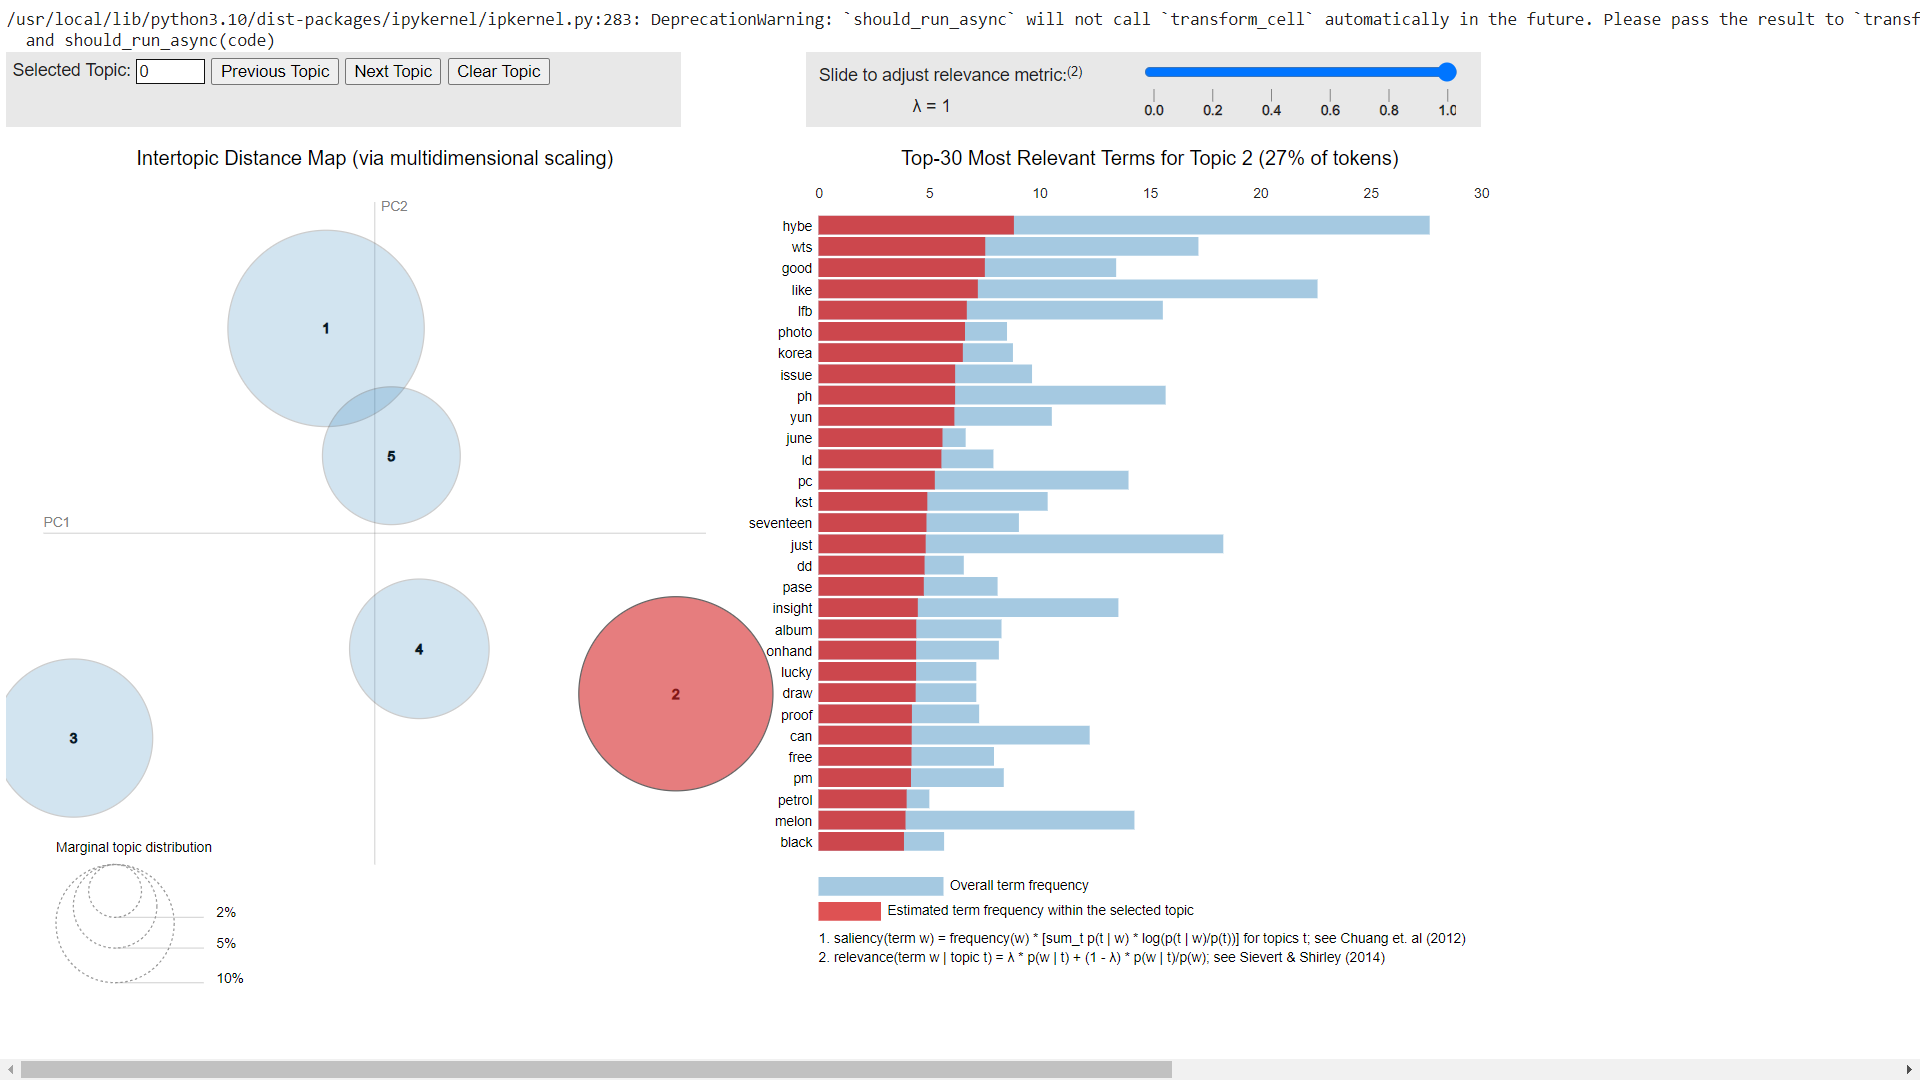 /usr/local/lib/python3.10/dist-packages/ipykernel/ipkernel.py:283: DeprecationWarning: `should_run_async` will not call `transform_cell` automatically in the future. Please pass the result to `transf
and should_run_async(code)
Selected Topic: 0 Previous Topic Next Topic Clear Topic
Slide to adjust relevance metric:(2)
λ = 1
0.0 0.2 0.4 0.6 0.8 1.0
Intertopic Distance Map (via multidimensional scaling)
PC2
1
5
PC1
4
2
3
Marginal topic distribution
2%
5%
10%
Top-30 Most Relevant Terms for Topic 2 (27% of tokens)
0 5 10 15 20 25 30
hybe
wts
good
like
lfb
photo
korea
issue
ph
yun
june
ld
pc
kst
seventeen
just
dd
pase
insight
album
onhand
lucky
draw
proof
can
free
pm
petrol
melon
black
Overall term frequency
Estimated term frequency within the selected topic
1. saliency(term w) = frequency(w) * [sum_t p(t | w) * log(p(t | w)/p(t))] for topics t; see Chuang et. al (2012)
2. relevance(term w | topic t) = λ * p(w | t) + (1 - λ) * p(w | t)/p(w); see Sievert & Shirley (2014)